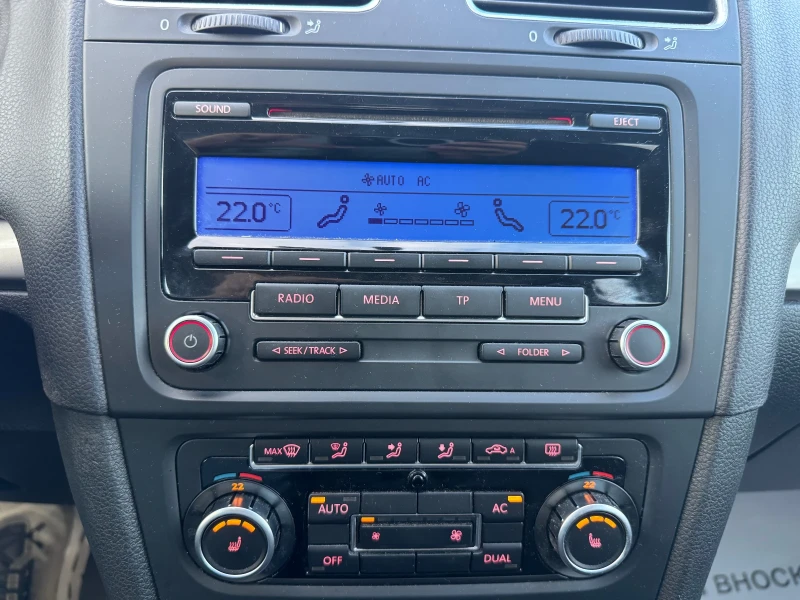 0
0
SOUND
EJECT
AUTO AC
22.0°C
22.0°C
RADIO
MEDIA
TP
MENU
SEEK/TRACK
FOLDER
MAX
A
22
22
AUTO
AC
OFF
DUAL
ВНОСК